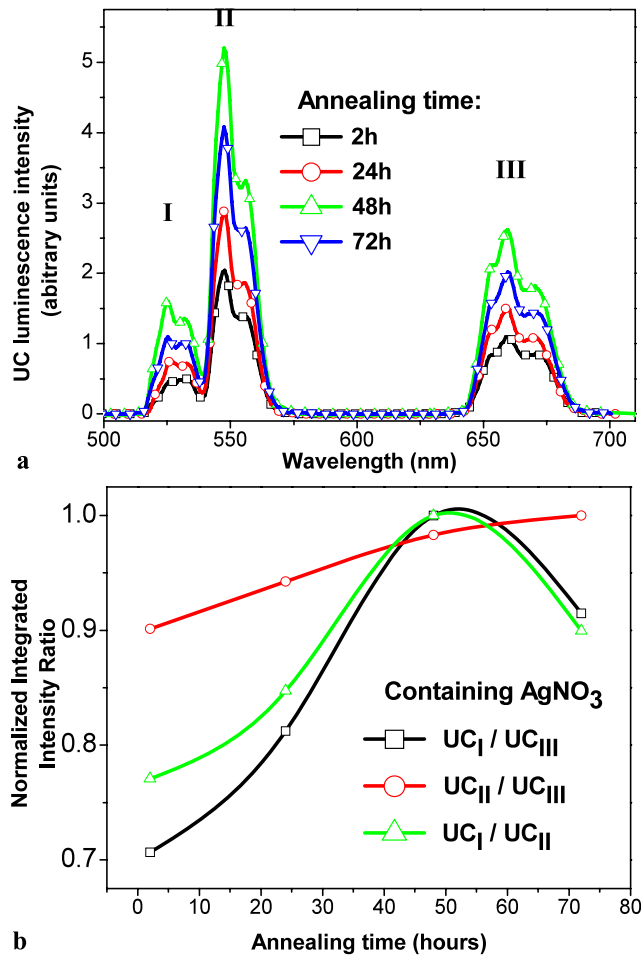 II
5
4
3
2
1
0
UC luminescence intensity
(abitrary units)
Annealing time:
2h
24h
48h
72h
I
III
500
550
600
650
700
Wavelength (nm)
a
1.0
0.9
0.8
0.7
Normalized Integrated
Intensity Ratio
Containing AgNO3
UCI / UCIII
UCII / UCIII
UCI / UCII
0
10
20
30
40
50
60
70
80
Annealing time (hours)
b